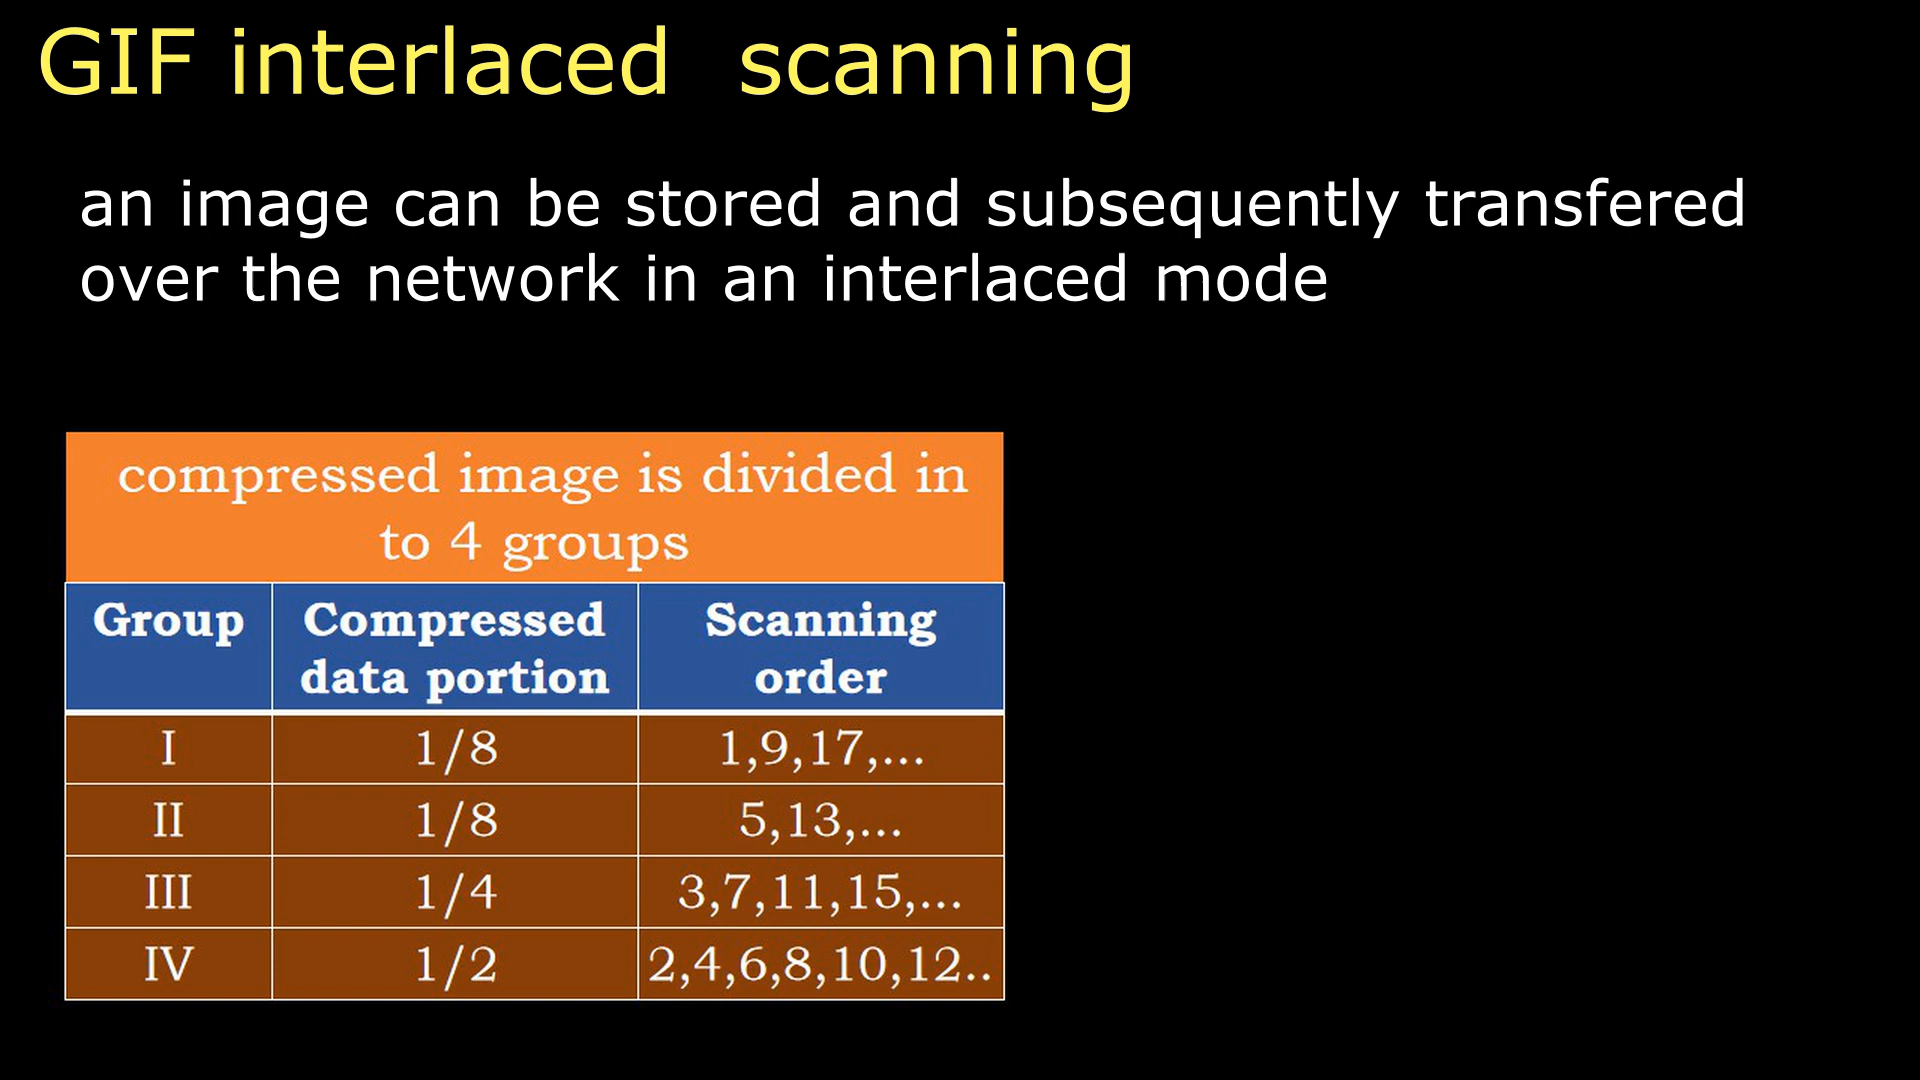 GIF interlaced scanning
an image can be stored and subsequently transfered
over the network in an interlaced mode
compressed image is divided in
to 4 groups
Group Compressed data portion Scanning order
I 1/8 1,9,17,...
II 1/8 5,13,...
III 1/4 3,7,11,15,...
IV 1/2 2,4,6,8,10,12..